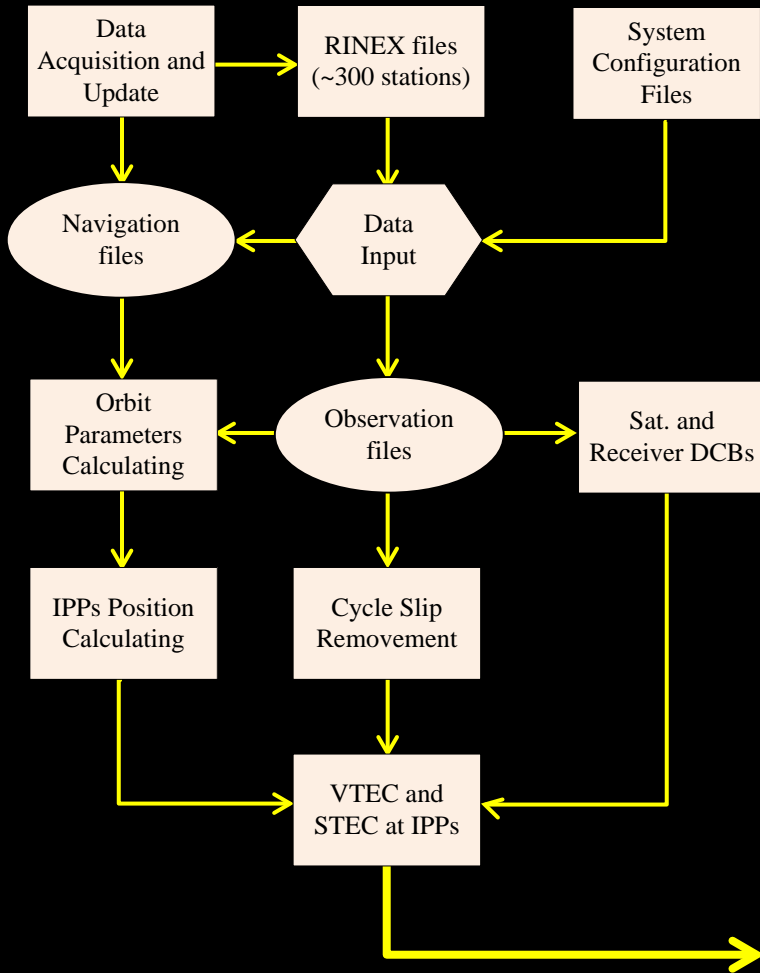 Data
Acquisition and
Update
RINEX files
(~300 stations)
System
Configuration
Files
Navigation
files
Data
Input
Orbit
Parameters
Calculating
Observation
files
Sat. and
Receiver DCBs
IPPs Position
Calculating
Cycle Slip
Removement
VTEC and
STEC at IPPs